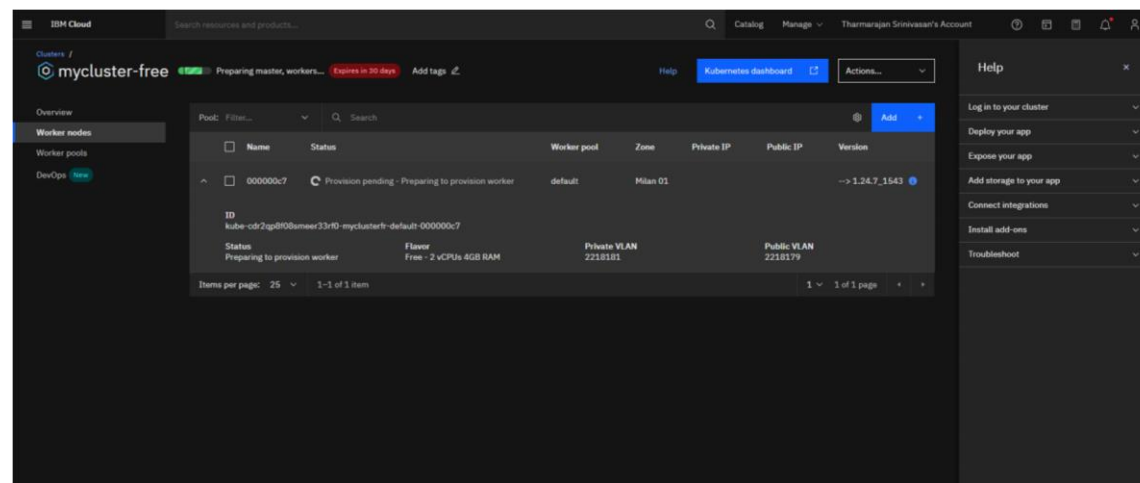 IBM Cloud Search resources and products... Catalog Manage Tharmarajan Srinivasan's Account
Clusters /
mycluster-free Preparing master, workers... Expires in 30 days Add tags Help Kubernetes dashboard Actions...
Overview
Worker nodes
Worker pools
DevOps New
Pool: Filter... Search Add +
Name Status Worker pool Zone Private IP Public IP Version
000000c7 Provision pending - Preparing to provision worker default Milan 01 --> 1.24.7_1543
ID
kube-cdr2qp8f08smeer33rf0-myclusterfr-default-000000c7
Status Flavor Private VLAN Public VLAN
Preparing to provision worker Free - 2 vCPUs 4GB RAM 2218181 2218179
Items per page: 25 1–1 of 1 item 1 1 of 1 page
Help
Log in to your cluster
Deploy your app
Expose your app
Add storage to your app
Connect integrations
Install add-ons
Troubleshoot